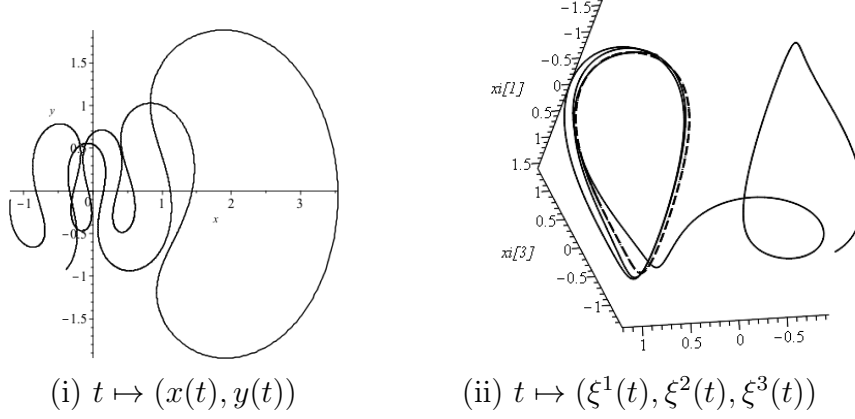 1.5
1
y
0.5
-1 0 1 2 3
x
-0.5
-1
-1.5
-1.5
-1
-0.5
0
xi[1]
0.5
1
1.5
1
0.5
0
xi[3]
-0.5
-1
1 0.5 0 -0.5
(i) t ↦ (x(t), y(t))
(ii) t ↦ (ξ¹(t), ξ²(t), ξ³(t))